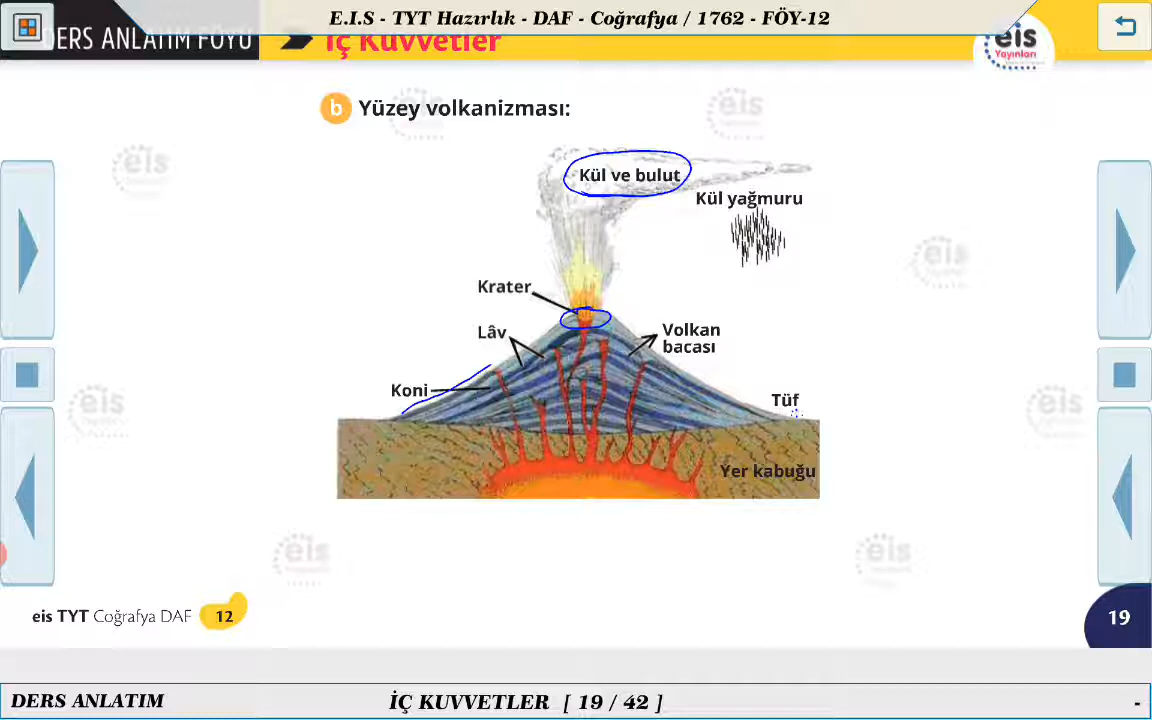 E.I.S - TYT Hazırlık - DAF - Coğrafya / 1762 - FÖY-12
DERS ANLATIM FÖYÜ
İç Kuvvetler
eis
Yayınları
b Yüzey volkanizması:
Kül ve bulut
Kül yağmuru
Krater
Lâv
Volkan
bacası
Koni
Tüf
Yer kabuğu
eis TYT Coğrafya DAF 12
19
DERS ANLATIM
İÇ KUVVETLER [ 19 / 42 ]
-